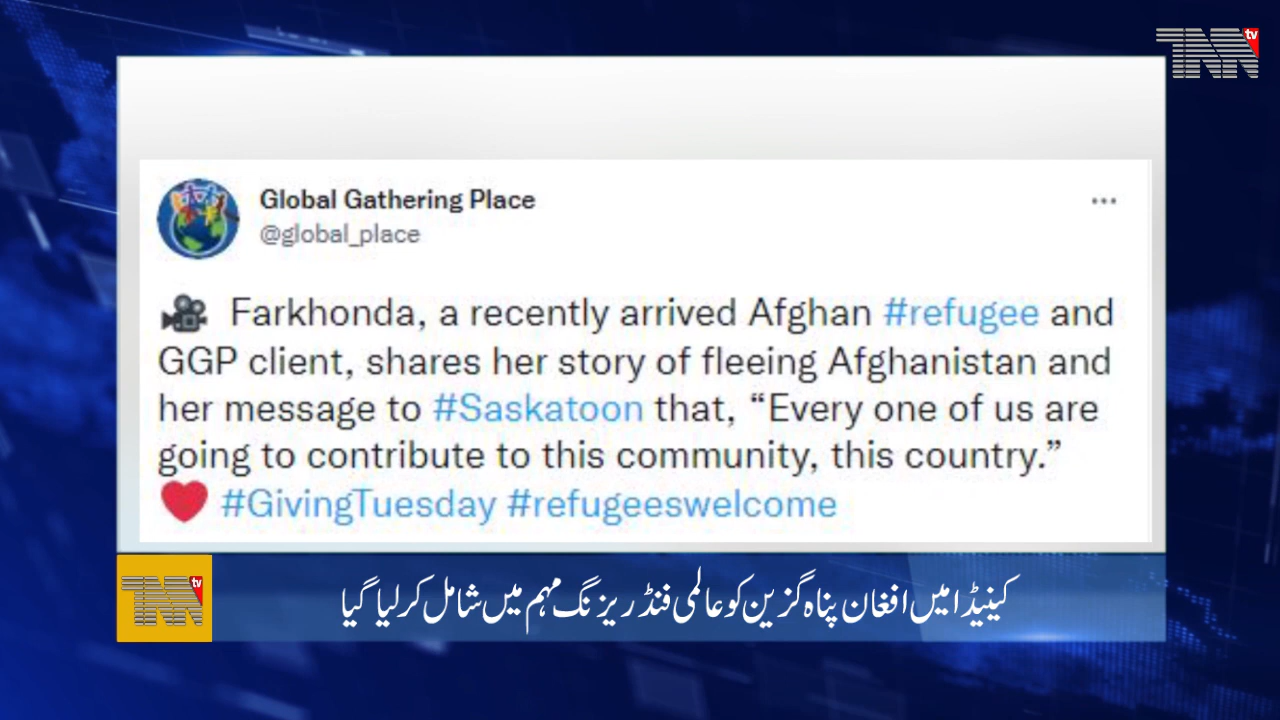 TNN tv
Global Gathering Place
@global_place
🎥 Farkhonda, a recently arrived Afghan #refugee and
GGP client, shares her story of fleeing Afghanistan and
her message to #Saskatoon that, “Every one of us are
going to contribute to this community, this country.”
❤️ #GivingTuesday #refugeeswelcome
TNN tv
کینیڈا میں افغان پناہ گزین کو عالمی فنڈ ریزنگ مہم میں شامل کرلیا گیا